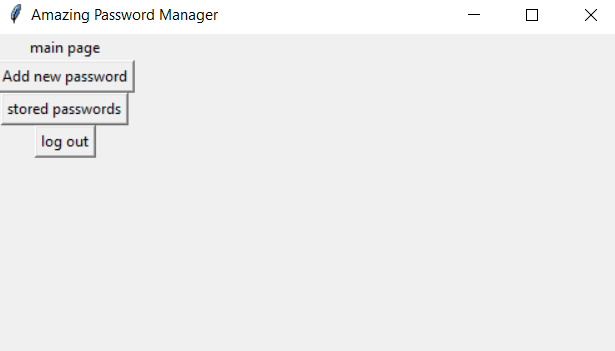 Amazing Password Manager
main page
Add new password
stored passwords
log out